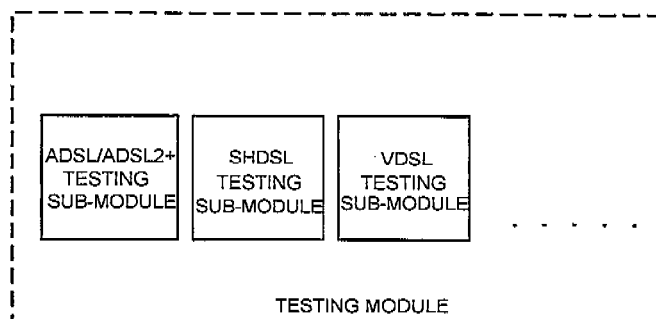 ADSL/ADSL2+
TESTING
SUB-MODULE
SHDSL
TESTING
SUB-MODULE
VDSL
TESTING
SUB-MODULE
. . . . .
TESTING MODULE